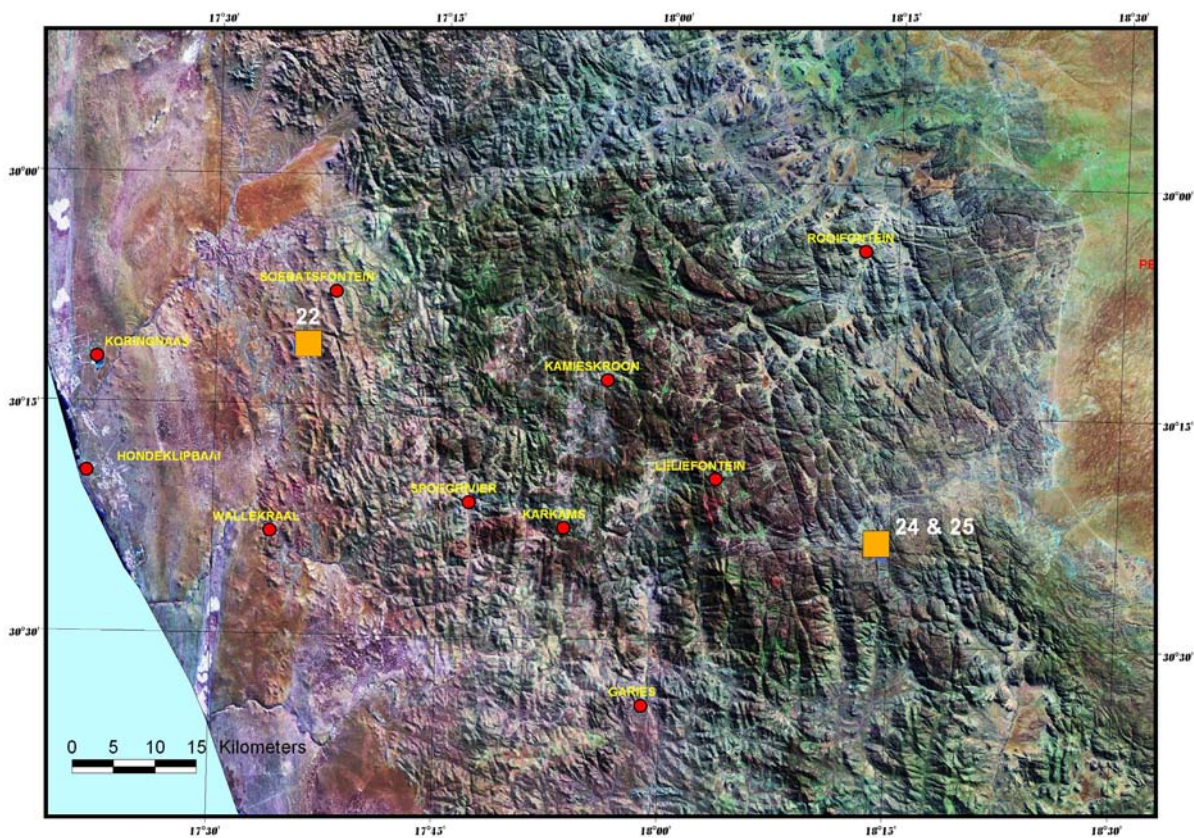 17°30'
17°15'
18°00'
18°15'
18°30'
30°00'
30°00'
ROOIFONTEIN
PE
SOEBATSFONTEIN
22
KORINGNAAS
KAMIESKROON
30°15'
30°15'
HONDEKLIPBAAI
LELIEFONTEIN
SPOEGRIVIER
WALLEKRAAL
KARKAMS
24 & 25
30°30'
30°30'
GARIES
0 5 10 15 Kilometers
17°30'
17°15'
18°00'
18°15'
18°30'